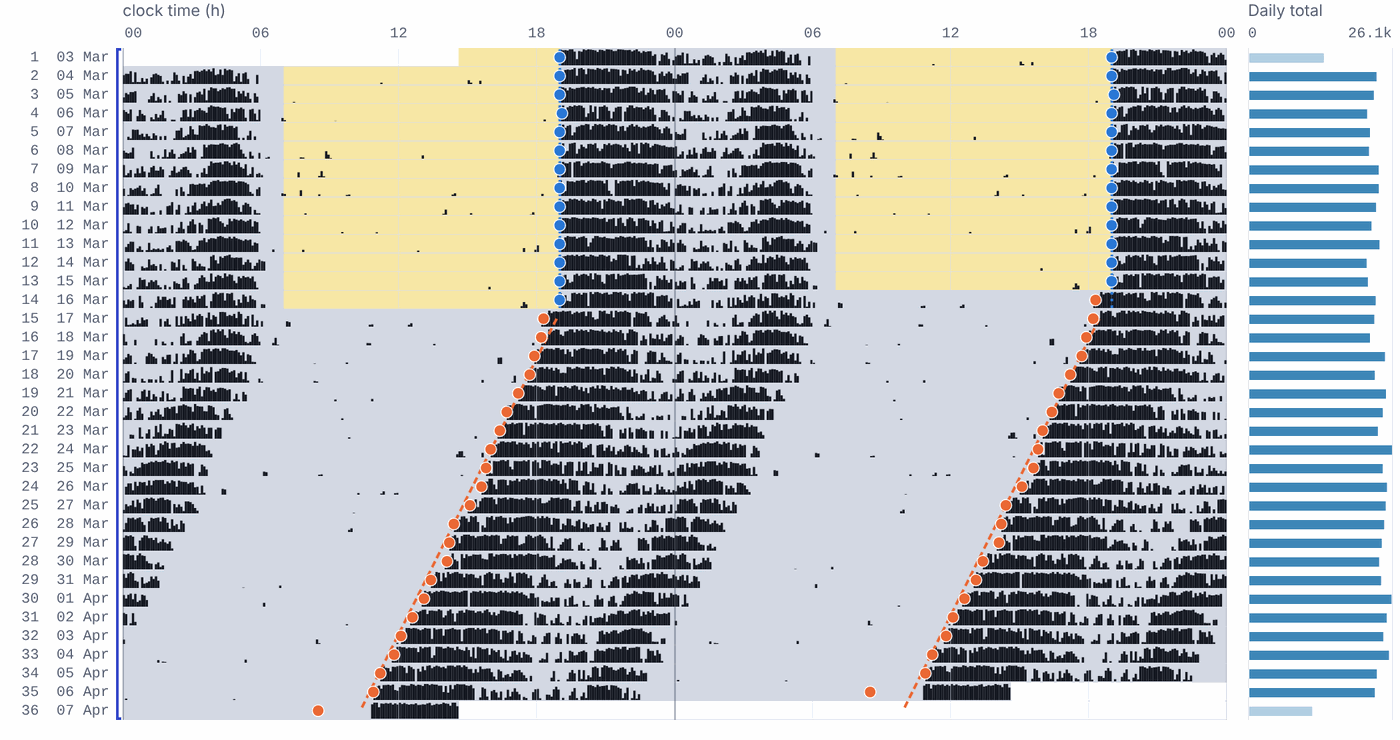 clock time (h) Daily total
00 06 12 18 00 06 12 18 00 0 26.1k
1 03 Mar
2 04 Mar
3 05 Mar
4 06 Mar
5 07 Mar
6 08 Mar
7 09 Mar
8 10 Mar
9 11 Mar
10 12 Mar
11 13 Mar
12 14 Mar
13 15 Mar
14 16 Mar
15 17 Mar
16 18 Mar
17 19 Mar
18 20 Mar
19 21 Mar
20 22 Mar
21 23 Mar
22 24 Mar
23 25 Mar
24 26 Mar
25 27 Mar
26 28 Mar
27 29 Mar
28 30 Mar
29 31 Mar
30 01 Apr
31 02 Apr
32 03 Apr
33 04 Apr
34 05 Apr
35 06 Apr
36 07 Apr